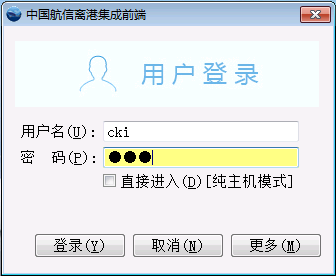 中国航信离港集成前端
用户登录
用户名(U): cki
密 码(P): ●●●
直接进入(D)[纯主机模式]
登录(Y) 取消(N) 更多(M)